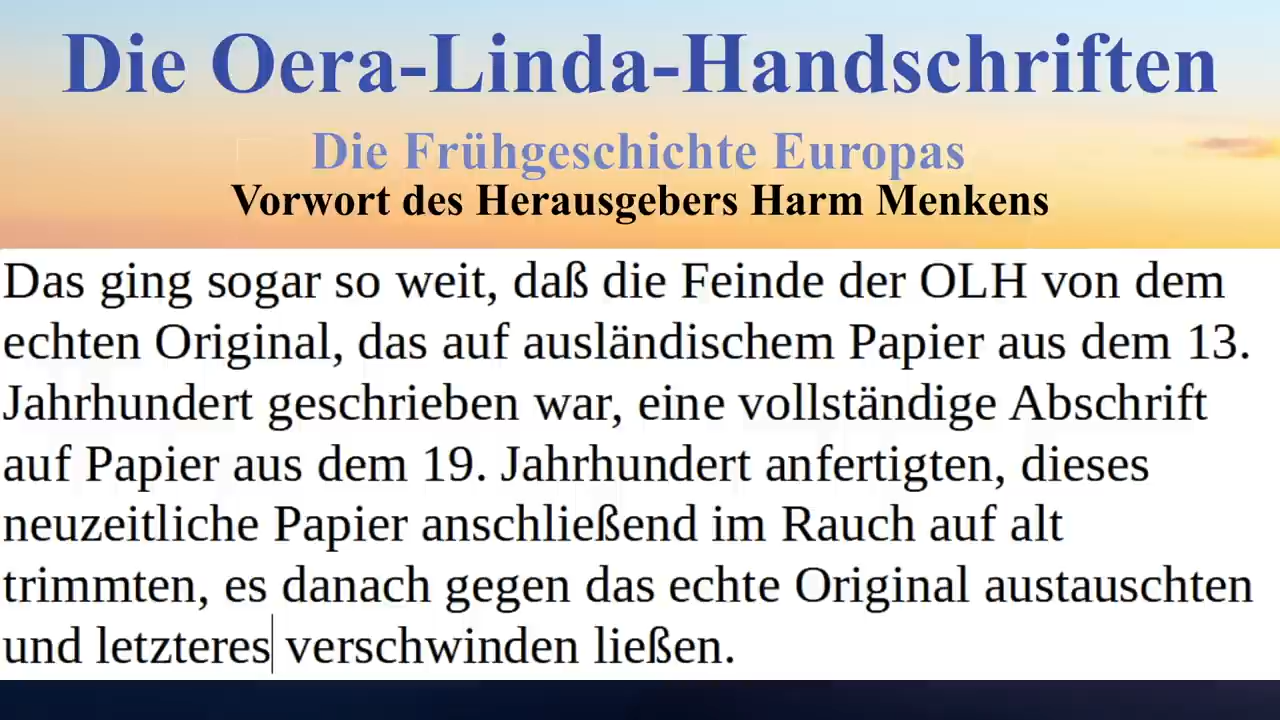 Die Oera-Linda-Handschriften
Die Frühgeschichte Europas
Vorwort des Herausgebers Harm Menkens
Das ging sogar so weit, daß die Feinde der OLH von dem
echten Original, das auf ausländischem Papier aus dem 13.
Jahrhundert geschrieben war, eine vollständige Abschrift
auf Papier aus dem 19. Jahrhundert anfertigten, dieses
neuzeitliche Papier anschließend im Rauch auf alt
trimmten, es danach gegen das echte Original austauschten
und letzteres verschwinden ließen.